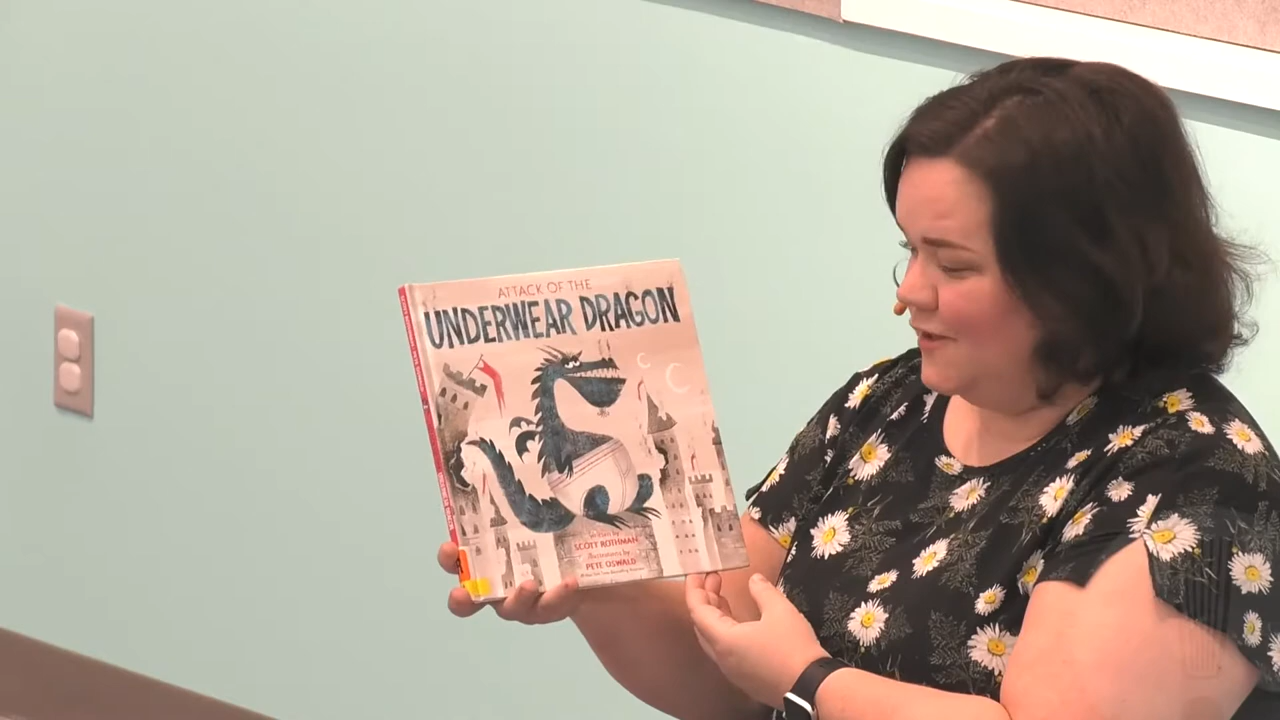 ATTACK OF THE
UNDERWEAR DRAGON
Written by
SCOTT ROTHMAN
Illustrations by
PETE OSWALD